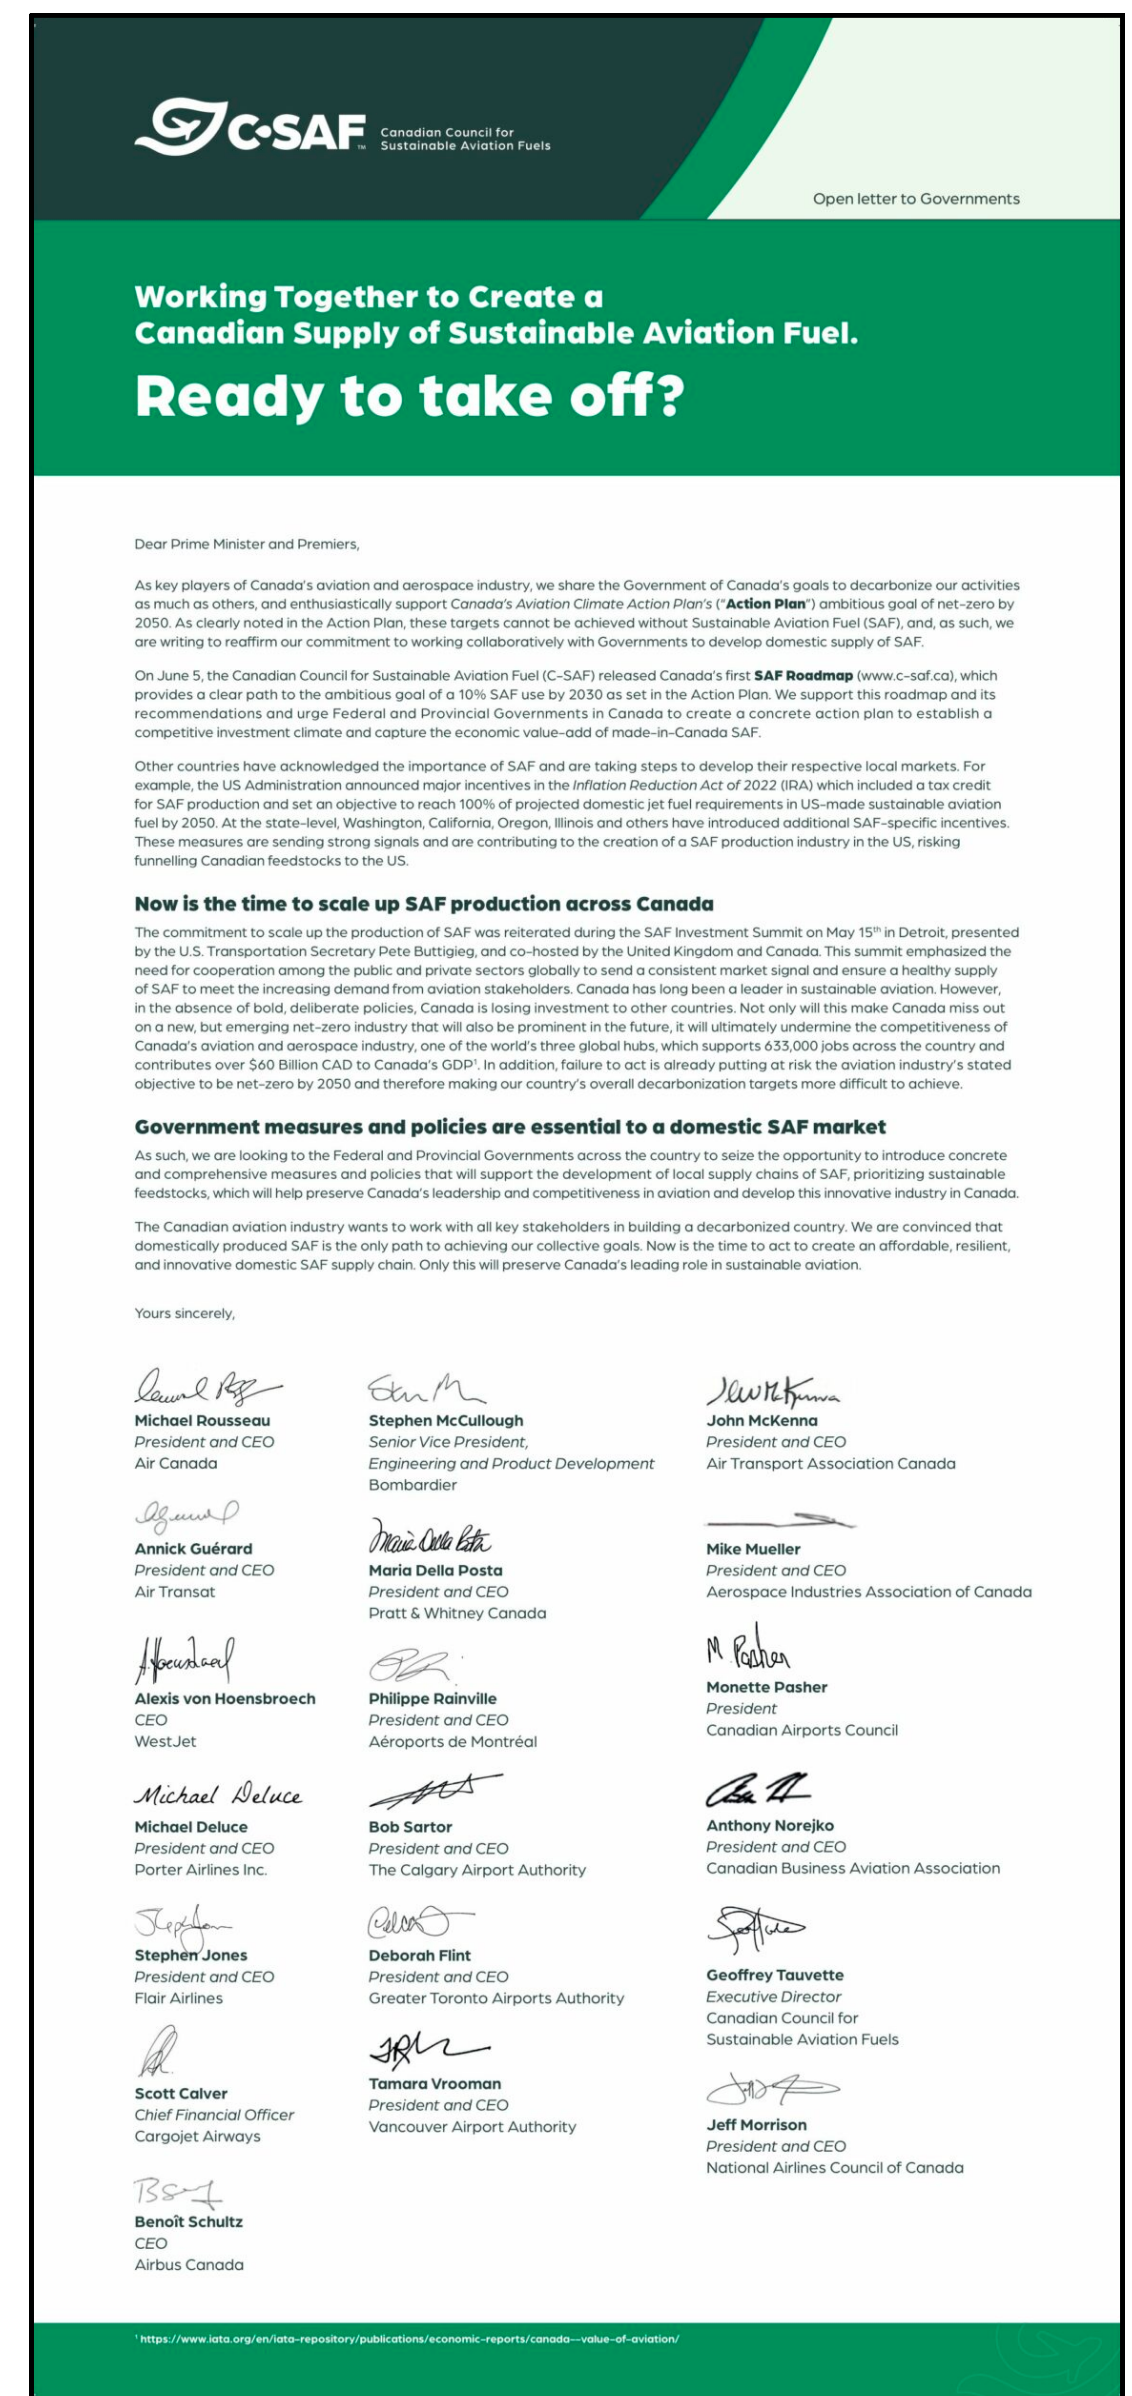 C•SAF™
Canadian Council for
Sustainable Aviation Fuels
Open letter to Governments
Working Together to Create a
Canadian Supply of Sustainable Aviation Fuel.
Ready to take off?
Dear Prime Minister and Premiers,
As key players of Canada's aviation and aerospace industry, we share the Government of Canada's goals to decarbonize our activities
as much as others, and enthusiastically support Canada's Aviation Climate Action Plan's ("Action Plan") ambitious goal of net-zero by
2050. As clearly noted in the Action Plan, these targets cannot be achieved without Sustainable Aviation Fuel (SAF), and, as such, we
are writing to reaffirm our commitment to working collaboratively with Governments to develop domestic supply of SAF.
On June 5, the Canadian Council for Sustainable Aviation Fuel (C-SAF) released Canada's first SAF Roadmap (www.c-saf.ca), which
provides a clear path to the ambitious goal of a 10% SAF use by 2030 as set in the Action Plan. We support this roadmap and its
recommendations and urge Federal and Provincial Governments in Canada to create a concrete action plan to establish a
competitive investment climate and capture the economic value-add of made-in-Canada SAF.
Other countries have acknowledged the importance of SAF and are taking steps to develop their respective local markets. For
example, the US Administration announced major incentives in the Inflation Reduction Act of 2022 (IRA) which included a tax credit
for SAF production and set an objective to reach 100% of projected domestic jet fuel requirements in US-made sustainable aviation
fuel by 2050. At the state-level, Washington, California, Oregon, Illinois and others have introduced additional SAF-specific incentives.
These measures are sending strong signals and are contributing to the creation of a SAF production industry in the US, risking
funnelling Canadian feedstocks to the US.
Now is the time to scale up SAF production across Canada
The commitment to scale up the production of SAF was reiterated during the SAF Investment Summit on May 15th in Detroit, presented
by the U.S. Transportation Secretary Pete Buttigieg, and co-hosted by the United Kingdom and Canada. This summit emphasized the
need for cooperation among the public and private sectors globally to send a consistent market signal and ensure a healthy supply
of SAF to meet the increasing demand from aviation stakeholders. Canada has long been a leader in sustainable aviation. However,
in the absence of bold, deliberate policies, Canada is losing investment to other countries. Not only will this make Canada miss out
on a new, but emerging net-zero industry that will also be prominent in the future, it will ultimately undermine the competitiveness of
Canada's aviation and aerospace industry, one of the world's three global hubs, which supports 633,000 jobs across the country and
contributes over $60 Billion CAD to Canada's GDP¹. In addition, failure to act is already putting at risk the aviation industry's stated
objective to be net-zero by 2050 and therefore making our country's overall decarbonization targets more difficult to achieve.
Government measures and policies are essential to a domestic SAF market
As such, we are looking to the Federal and Provincial Governments across the country to seize the opportunity to introduce concrete
and comprehensive measures and policies that will support the development of local supply chains of SAF, prioritizing sustainable
feedstocks, which will help preserve Canada's leadership and competitiveness in aviation and develop this innovative industry in Canada.
The Canadian aviation industry wants to work with all key stakeholders in building a decarbonized country. We are convinced that
domestically produced SAF is the only path to achieving our collective goals. Now is the time to act to create an affordable, resilient,
and innovative domestic SAF supply chain. Only this will preserve Canada's leading role in sustainable aviation.
Yours sincerely,
Michael Rousseau
President and CEO
Air Canada
Annick Guérard
President and CEO
Air Transat
Alexis von Hoensbroech
CEO
WestJet
Michael Deluce
Michael Deluce
President and CEO
Porter Airlines Inc.
Stephen Jones
President and CEO
Flair Airlines
Scott Calver
Chief Financial Officer
Cargojet Airways
Benoît Schultz
CEO
Airbus Canada
Stephen McCullough
Senior Vice President,
Engineering and Product Development
Bombardier
Maria Della Posta
President and CEO
Pratt & Whitney Canada
Philippe Rainville
President and CEO
Aéroports de Montréal
Bob Sartor
President and CEO
The Calgary Airport Authority
Deborah Flint
President and CEO
Greater Toronto Airports Authority
Tamara Vrooman
President and CEO
Vancouver Airport Authority
John McKenna
President and CEO
Air Transport Association Canada
Mike Mueller
President and CEO
Aerospace Industries Association of Canada
M. Pasher
Monette Pasher
President
Canadian Airports Council
Anthony Norejko
President and CEO
Canadian Business Aviation Association
Geoffrey Tauvette
Executive Director
Canadian Council for
Sustainable Aviation Fuels
Jeff Morrison
President and CEO
National Airlines Council of Canada
¹ https://www.iata.org/en/iata-repository/publications/economic-reports/canada--value-of-aviation/